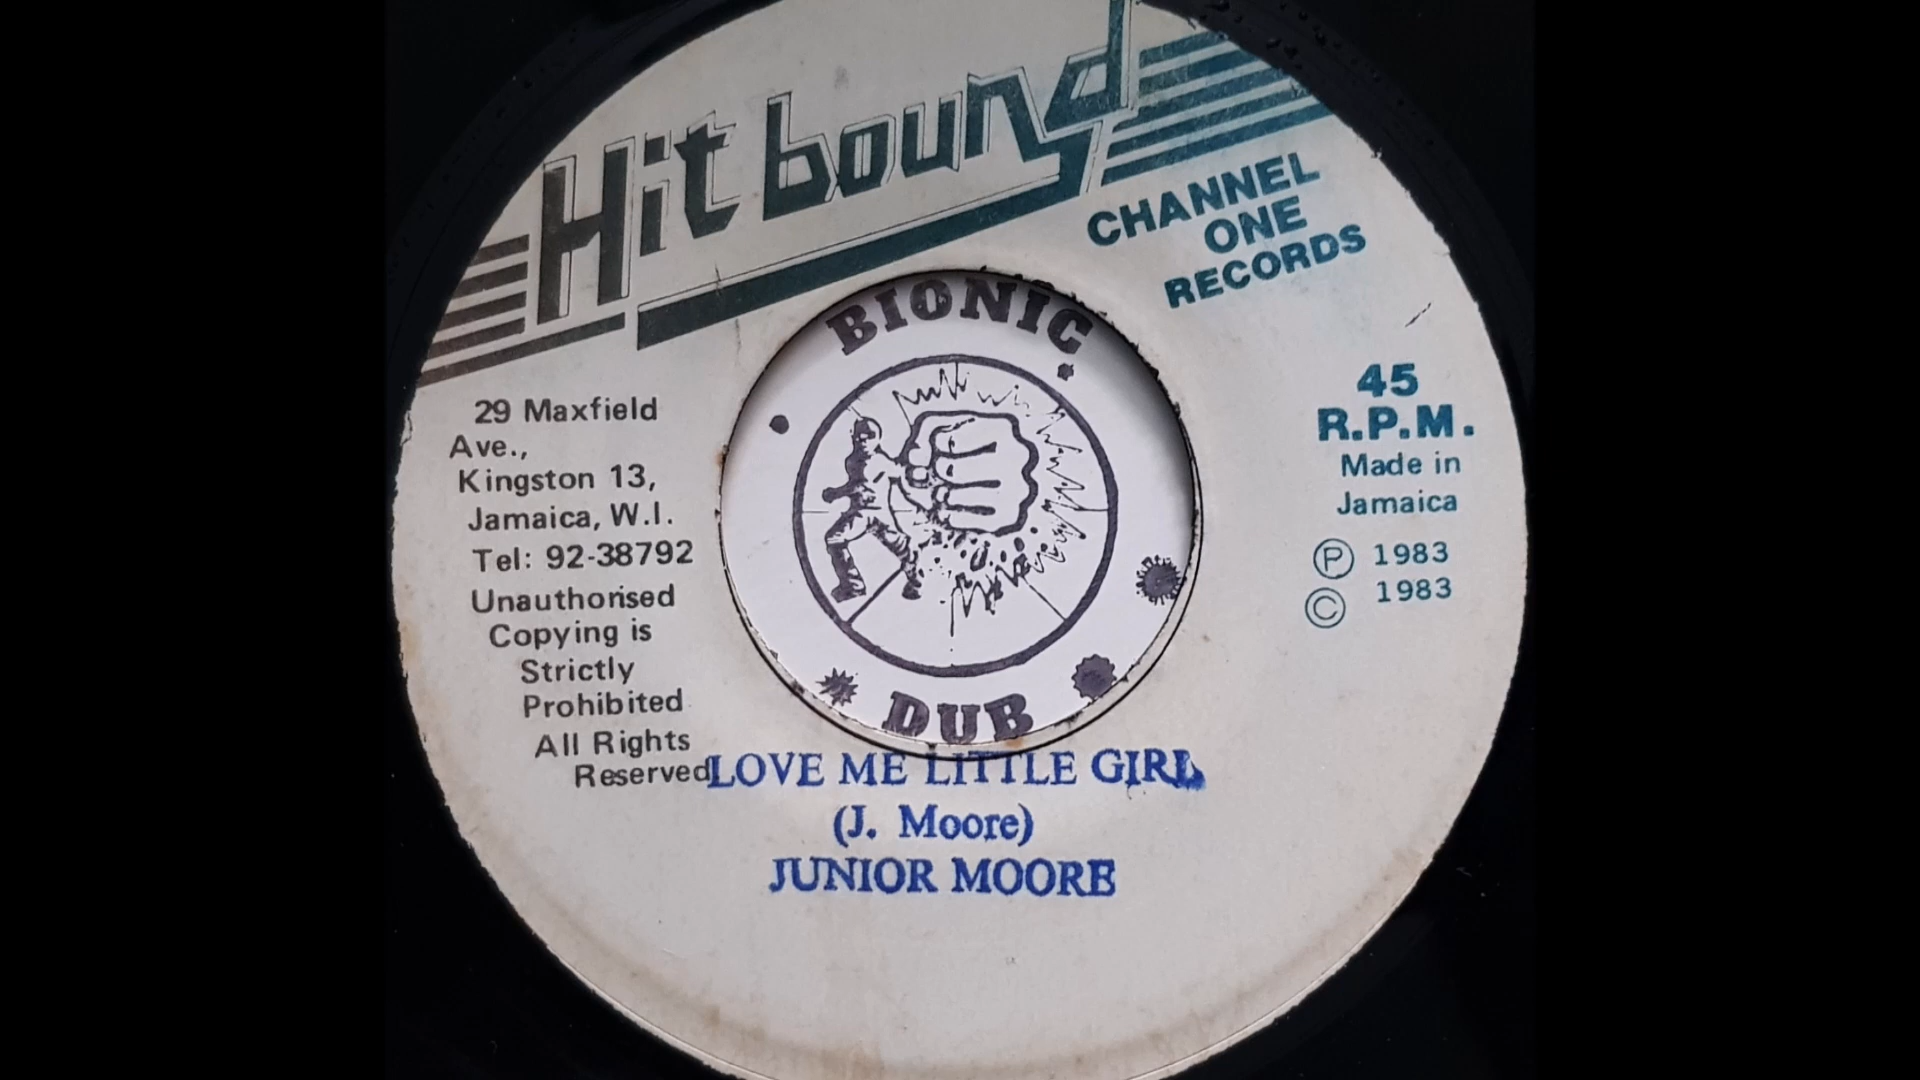 Hit bound
CHANNEL
ONE
RECORDS
BIONIC
DUB
29 Maxfield
Ave.,
Kingston 13,
Jamaica, W.I.
Tel: 92-38792
Unauthorised
Copying is
Strictly
Prohibited
All Rights
Reserved
45
R.P.M.
Made in
Jamaica
Ⓟ 1983
© 1983
LOVE ME LITTLE GIRL
(J. Moore)
JUNIOR MOORE